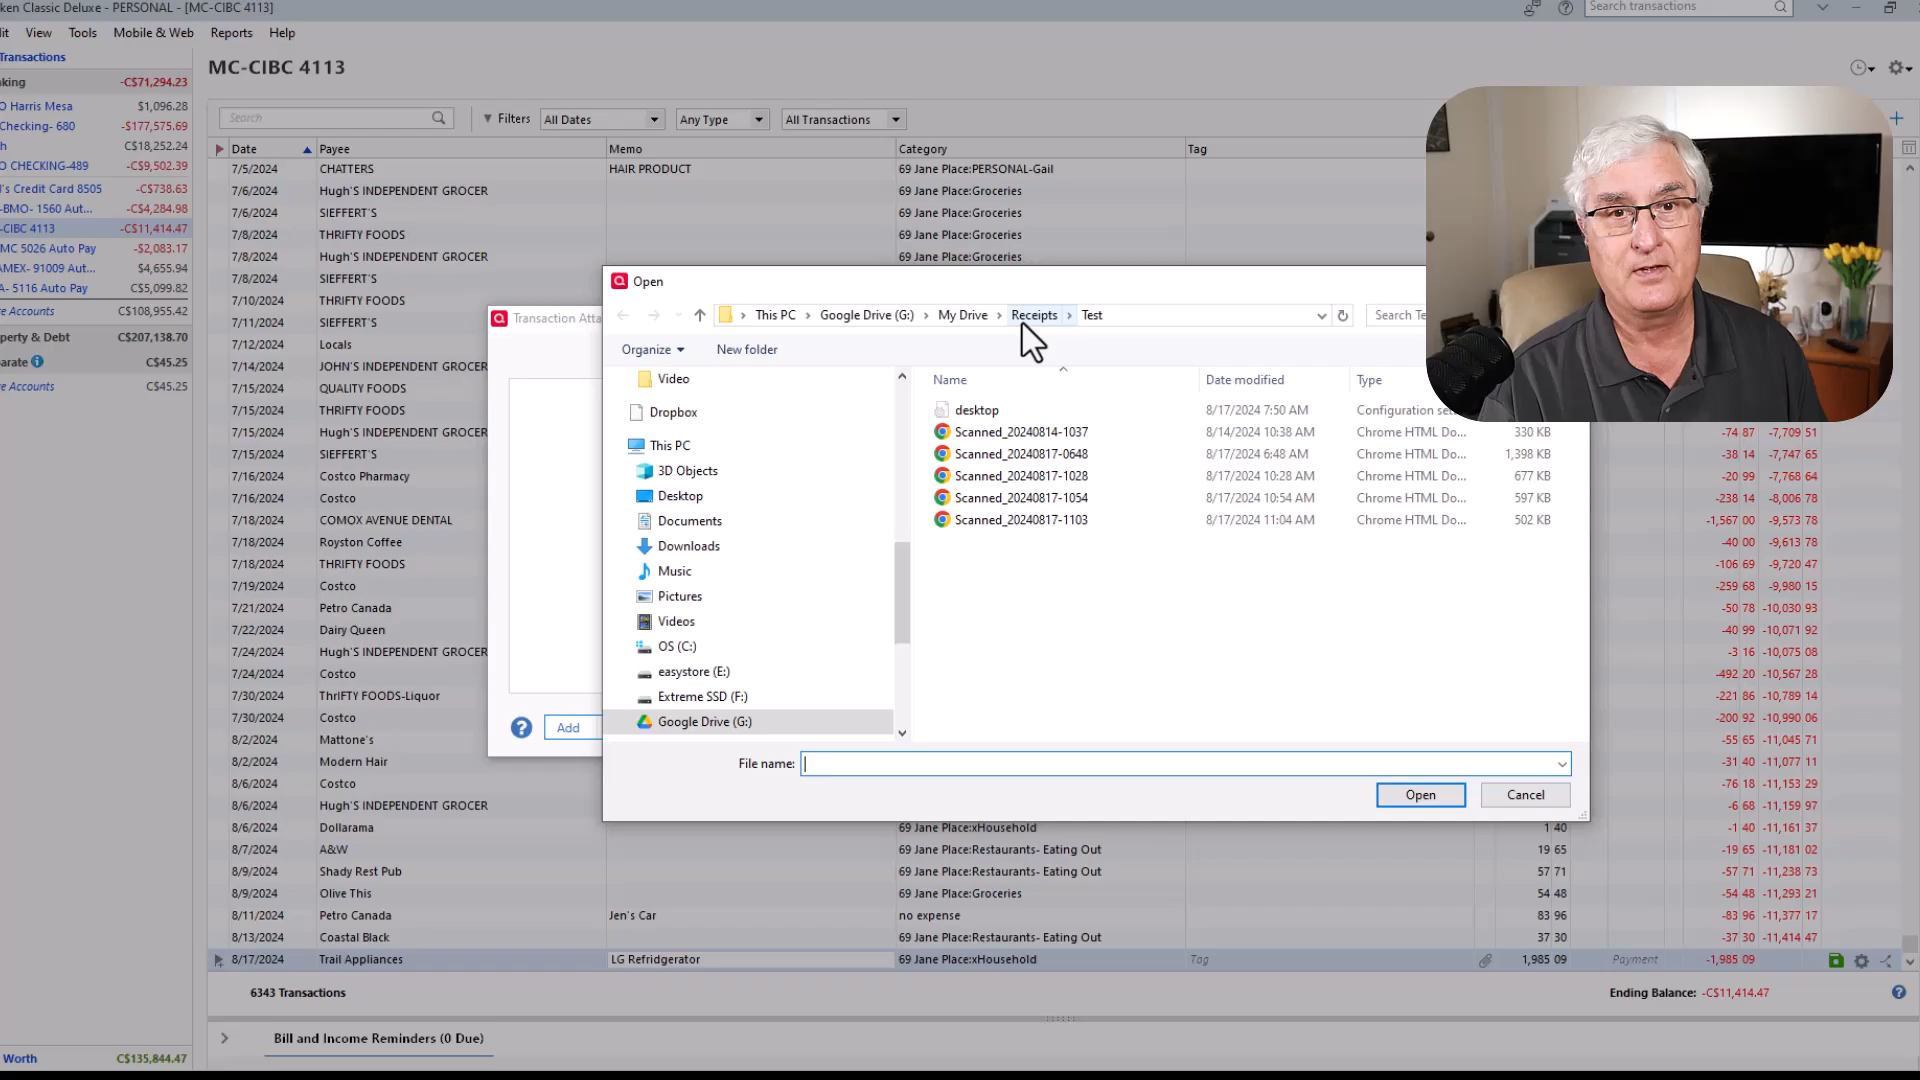 ken Classic Deluxe - PERSONAL - [MC-CIBC 4113]
Search transactions
it View Tools Mobile & Web Reports Help
Transactions
king -C$71,294.23
O Harris Mesa $1,096.28
Checking- 680 -$177,575.69
h C$18,252.24
O CHECKING-489 -C$9,502.39
l's Credit Card 8505 -C$738.63
-BMO- 1560 Aut... -C$4,284.98
-CIBC 4113 -C$11,414.47
MC 5026 Auto Pay -$2,083.17
AMEX- 91009 Aut... $4,655.94
A- 5116 Auto Pay C$5,099.82
e Accounts C$108,955.42
perty & Debt C$207,138.70
parate C$45.25
e Accounts C$45.25
Worth C$135,844.47
MC-CIBC 4113
Search Filters All Dates Any Type All Transactions
Date Payee Memo Category Tag
7/5/2024 CHATTERS HAIR PRODUCT 69 Jane Place:PERSONAL-Gail
7/6/2024 Hugh's INDEPENDENT GROCER 69 Jane Place:Groceries
7/6/2024 SIEFFERT'S 69 Jane Place:Groceries
7/8/2024 THRIFTY FOODS 69 Jane Place:Groceries
7/8/2024 Hugh's INDEPENDENT GROCER 69 Jane Place:Groceries
7/8/2024 SIEFFERT'S
7/10/2024 THRIFTY FOODS
7/11/2024 SIEFFERT'S
7/12/2024 Locals
7/14/2024 JOHN'S INDEPENDENT GROCER
7/15/2024 QUALITY FOODS
7/15/2024 THRIFTY FOODS
7/15/2024 Hugh's INDEPENDENT GROCER -74 87 -7,709 51
7/15/2024 SIEFFERT'S -38 14 -7,747 65
7/16/2024 Costco Pharmacy -20 99 -7,768 64
7/16/2024 Costco -238 14 -8,006 78
7/18/2024 COMOX AVENUE DENTAL -1,567 00 -9,573 78
7/18/2024 Royston Coffee -40 00 -9,613 78
7/18/2024 THRIFTY FOODS -106 69 -9,720 47
7/19/2024 Costco -259 68 -9,980 15
7/21/2024 Petro Canada -50 78 -10,030 93
7/22/2024 Dairy Queen -40 99 -10,071 92
7/24/2024 Hugh's INDEPENDENT GROCER -3 16 -10,075 08
7/24/2024 Costco -492 20 -10,567 28
7/30/2024 ThrIFTY FOODS-Liquor -221 86 -10,789 14
7/30/2024 Costco -200 92 -10,990 06
8/2/2024 Mattone's -55 65 -11,045 71
8/2/2024 Modern Hair -31 40 -11,077 11
8/6/2024 Costco -76 18 -11,153 29
8/6/2024 Hugh's INDEPENDENT GROCER -6 68 -11,159 97
8/6/2024 Dollarama 69 Jane Place:xHousehold 1 40 -1 40 -11,161 37
8/7/2024 A&W 69 Jane Place:Restaurants- Eating Out 19 65 -19 65 -11,181 02
8/9/2024 Shady Rest Pub 69 Jane Place:Restaurants- Eating Out 57 71 -57 71 -11,238 73
8/9/2024 Olive This 69 Jane Place:Groceries 54 48 -54 48 -11,293 21
8/11/2024 Petro Canada Jen's Car no expense 83 96 -83 96 -11,377 17
8/13/2024 Coastal Black 69 Jane Place:Restaurants- Eating Out 37 30 -37 30 -11,414 47
8/17/2024 Trail Appliances LG Refridgerator 69 Jane Place:xHousehold Tag 1,985 09 Payment -1,985 09
6343 Transactions Ending Balance: -C$11,414.47
Bill and Income Reminders (0 Due)
Transaction Atta
Add
Open
This PC > Google Drive (G:) > My Drive > Receipts > Test
Search Te
Organize New folder
Video
Dropbox
This PC
3D Objects
Desktop
Documents
Downloads
Music
Pictures
Videos
OS (C:)
easystore (E:)
Extreme SSD (F:)
Google Drive (G:)
Name Date modified Type
desktop 8/17/2024 7:50 AM Configuration set
Scanned_20240814-1037 8/14/2024 10:38 AM Chrome HTML Do... 330 KB
Scanned_20240817-0648 8/17/2024 6:48 AM Chrome HTML Do... 1,398 KB
Scanned_20240817-1028 8/17/2024 10:28 AM Chrome HTML Do... 677 KB
Scanned_20240817-1054 8/17/2024 10:54 AM Chrome HTML Do... 597 KB
Scanned_20240817-1103 8/17/2024 11:04 AM Chrome HTML Do... 502 KB
File name:
Open Cancel